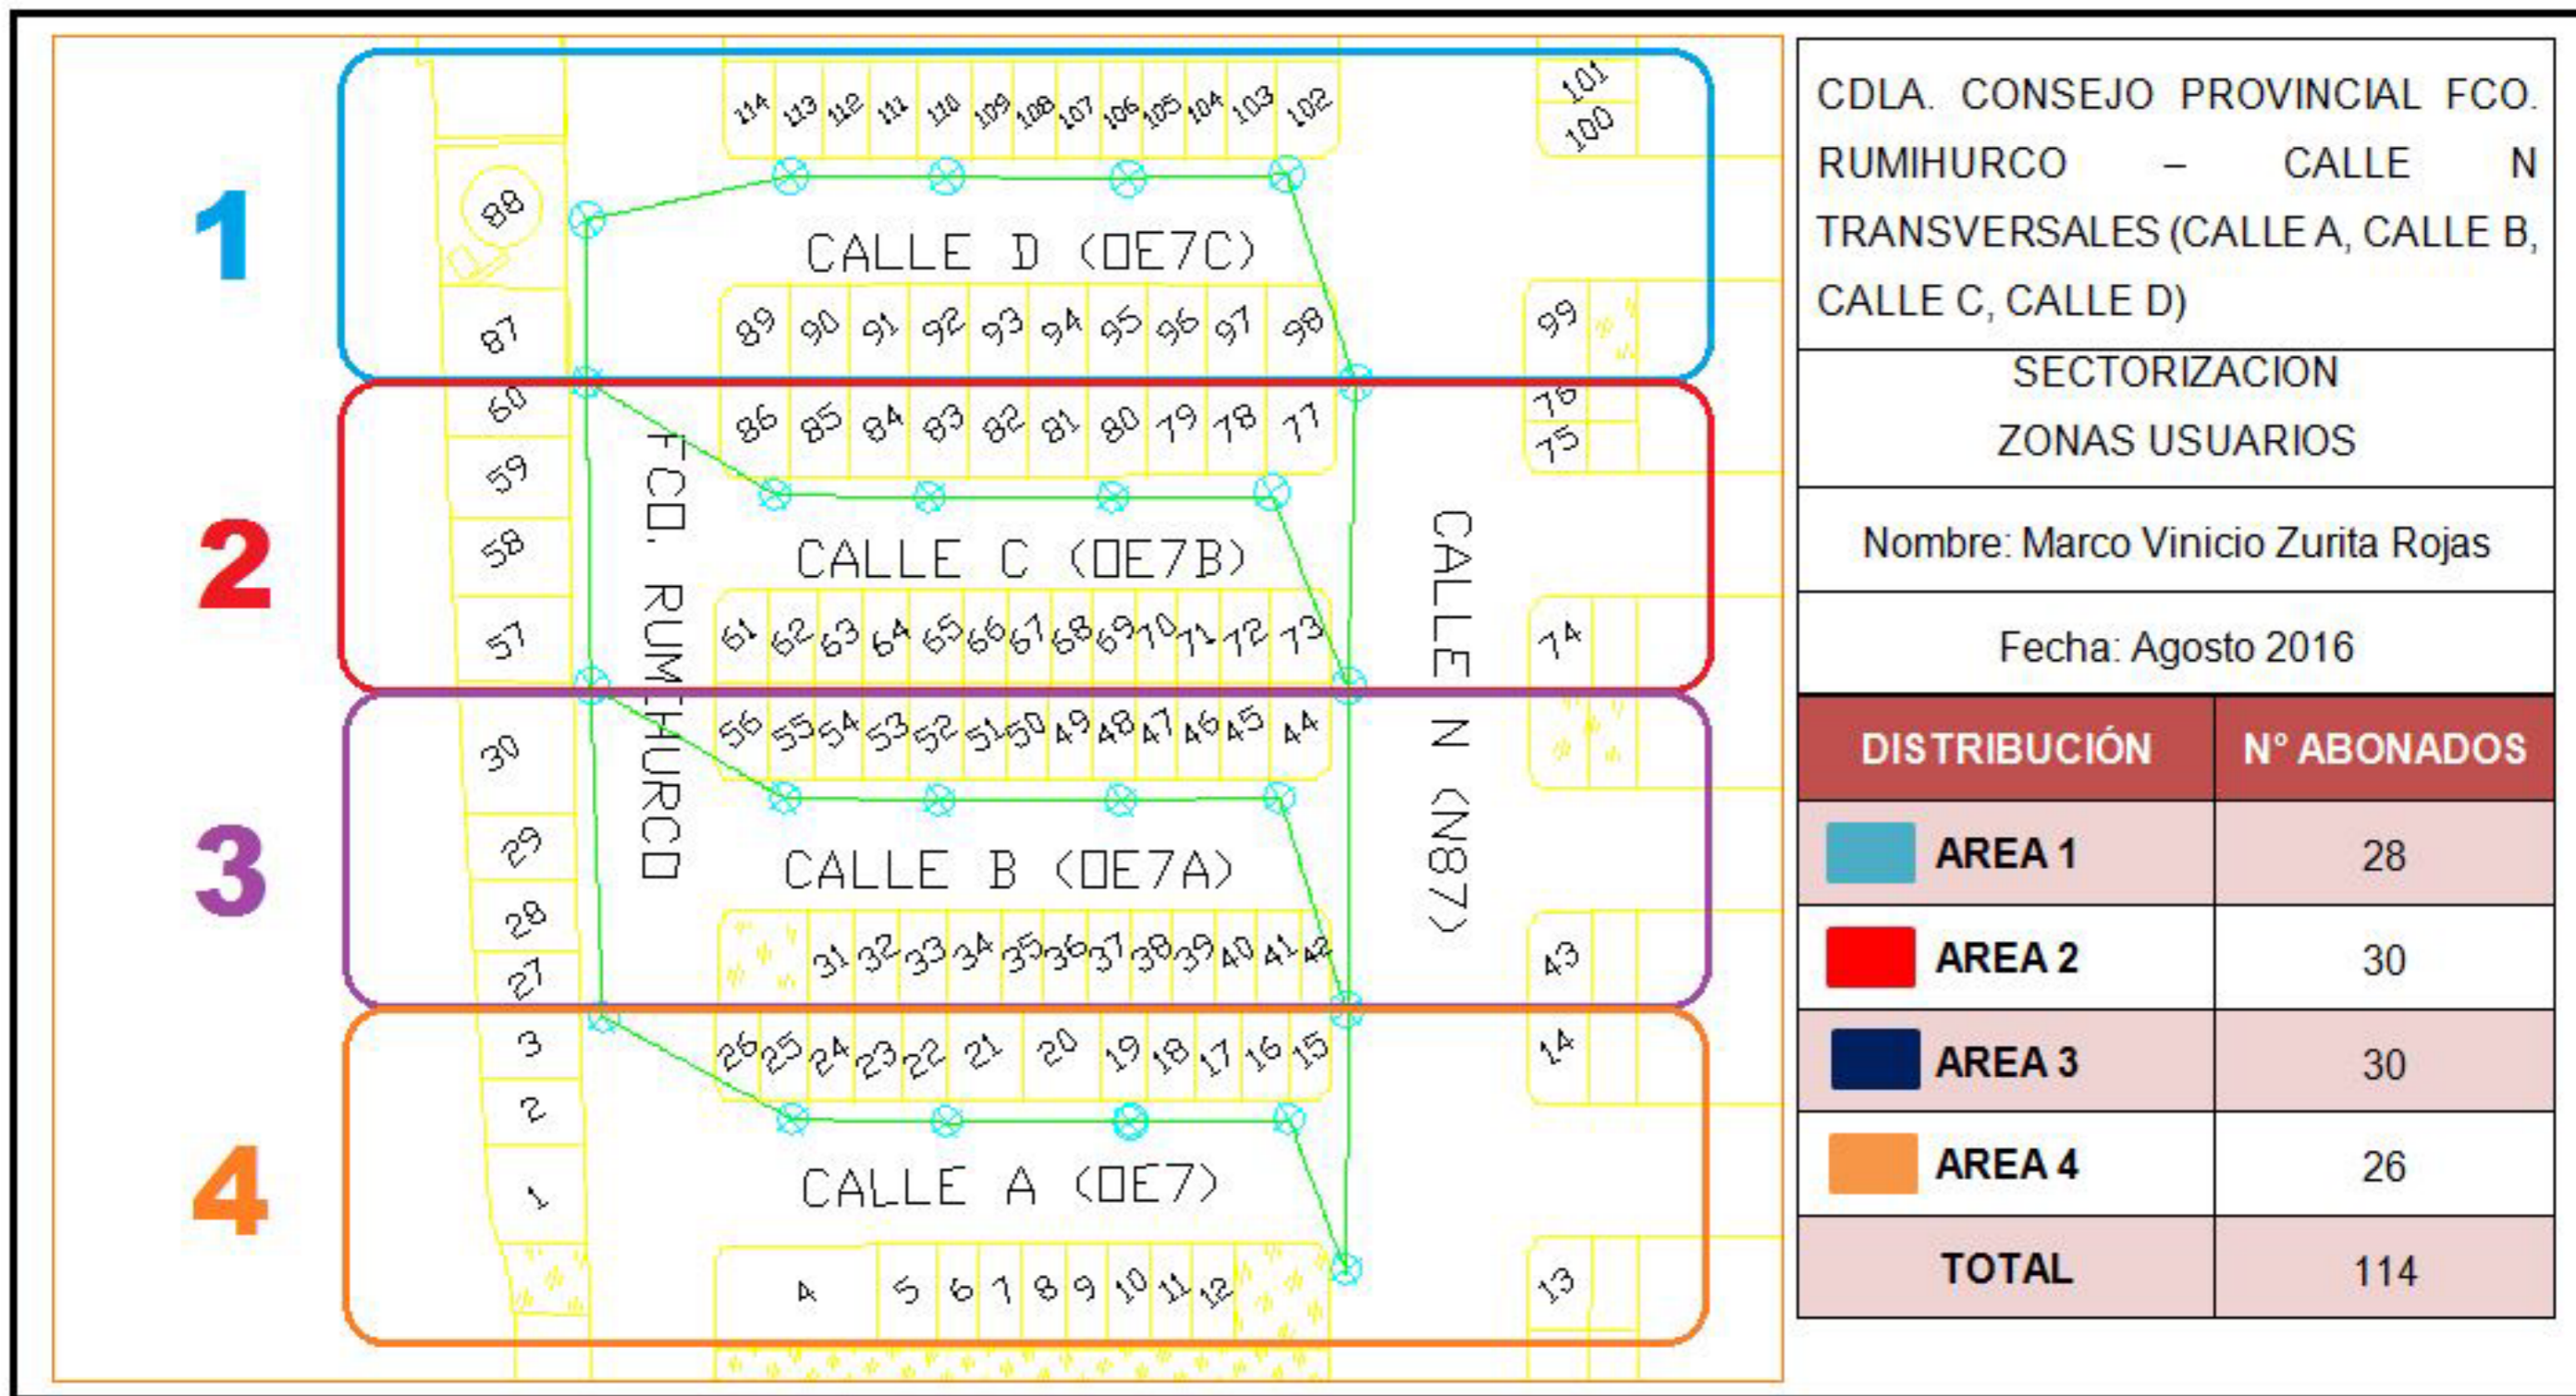 1
2
3
4
114 113 112 111 110 109 108 107 106 105 104 103 102
101
100
88
CALLE D (OE7C)
87
89 90 91 92 93 94 95 96 97 98
99
60
86 85 84 83 82 81 80 79 78 77
76
75
59
58
CALLE C (OE7B)
57
61 62 63 64 65 66 67 68 69 70 71 72 73
74
FCO. RUMIHURCO
CALLE N (N87)
30
56 55 54 53 52 51 50 49 48 47 46 45 44
29
CALLE B (OE7A)
28
27
31 32 33 34 35 36 37 38 39 40 41 42
43
3
26 25 24 23 22 21 20 19 18 17 16 15
14
2
1
CALLE A (OE7)
4 5 6 7 8 9 10 11 12
13
CDLA. CONSEJO PROVINCIAL FCO.
RUMIHURCO – CALLE N
TRANSVERSALES (CALLE A, CALLE B,
CALLE C, CALLE D)
SECTORIZACION
ZONAS USUARIOS
Nombre: Marco Vinicio Zurita Rojas
Fecha: Agosto 2016
DISTRIBUCIÓN N° ABONADOS
AREA 1 28
AREA 2 30
AREA 3 30
AREA 4 26
TOTAL 114